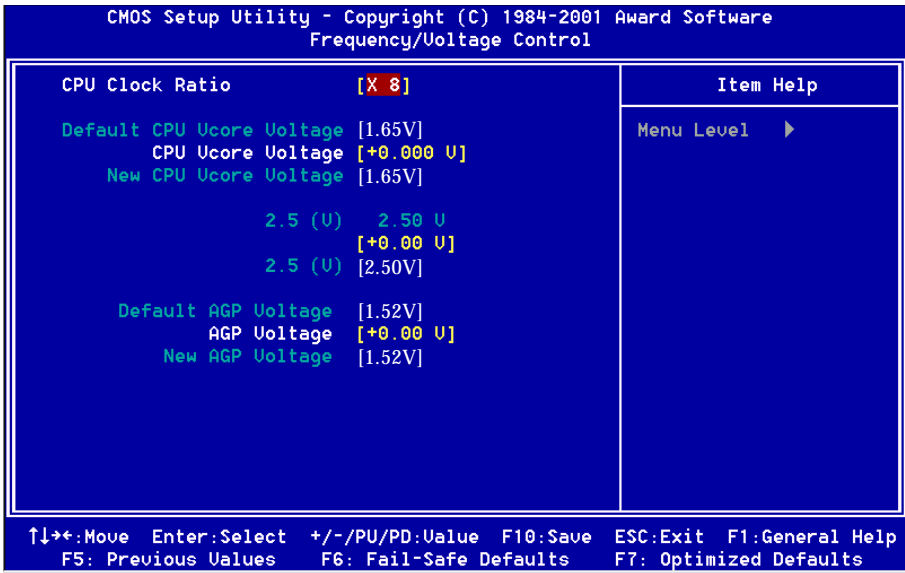 CMOS Setup Utility - Copyright (C) 1984-2001 Award Software
Frequency/Voltage Control
CPU Clock Ratio [X 8]
Item Help
Default CPU Vcore Voltage [1.65V]
Menu Level ▶
CPU Vcore Voltage [+0.000 V]
New CPU Vcore Voltage [1.65V]
2.5 (V) 2.50 V
[+0.00 V]
2.5 (V) [2.50V]
Default AGP Voltage [1.52V]
AGP Voltage [+0.00 V]
New AGP Voltage [1.52V]
↑↓→←:Move Enter:Select +/-/PU/PD:Value F10:Save ESC:Exit F1:General Help
F5: Previous Values F6: Fail-Safe Defaults F7: Optimized Defaults